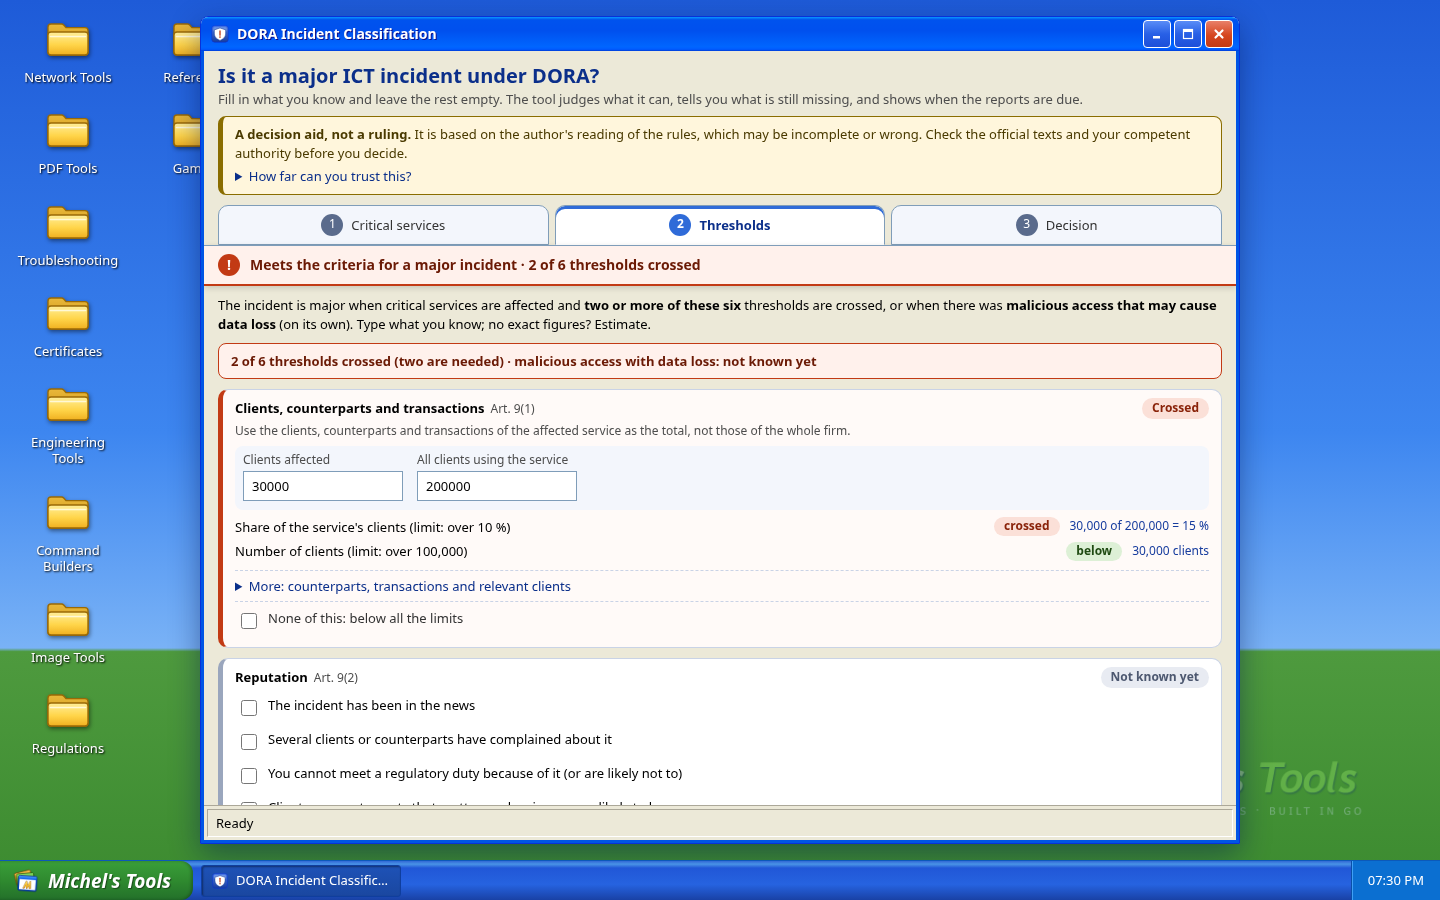 Network Tools
Refere
PDF Tools
Gam
Troubleshooting
Certificates
Engineering
Tools
Command
Builders
Image Tools
Regulations
DORA Incident Classification
Is it a major ICT incident under DORA?
Fill in what you know and leave the rest empty. The tool judges what it can, tells you what is still missing, and shows when the reports are due.
A decision aid, not a ruling. It is based on the author's reading of the rules, which may be incomplete or wrong. Check the official texts and your competent
authority before you decide.
How far can you trust this?
1 Critical services
2 Thresholds
3 Decision
! Meets the criteria for a major incident · 2 of 6 thresholds crossed
The incident is major when critical services are affected and two or more of these six thresholds are crossed, or when there was malicious access that may cause
data loss (on its own). Type what you know; no exact figures? Estimate.
2 of 6 thresholds crossed (two are needed) · malicious access with data loss: not known yet
Clients, counterparts and transactions Art. 9(1) Crossed
Use the clients, counterparts and transactions of the affected service as the total, not those of the whole firm.
Clients affected All clients using the service
30000 200000
Share of the service's clients (limit: over 10 %) crossed 30,000 of 200,000 = 15 %
Number of clients (limit: over 100,000) below 30,000 clients
More: counterparts, transactions and relevant clients
None of this: below all the limits
Reputation Art. 9(2) Not known yet
The incident has been in the news
Several clients or counterparts have complained about it
You cannot meet a regulatory duty because of it (or are likely not to)
Ready
s Tools
S · BUILT IN GO
Michel's Tools
DORA Incident Classific...
07:30 PM